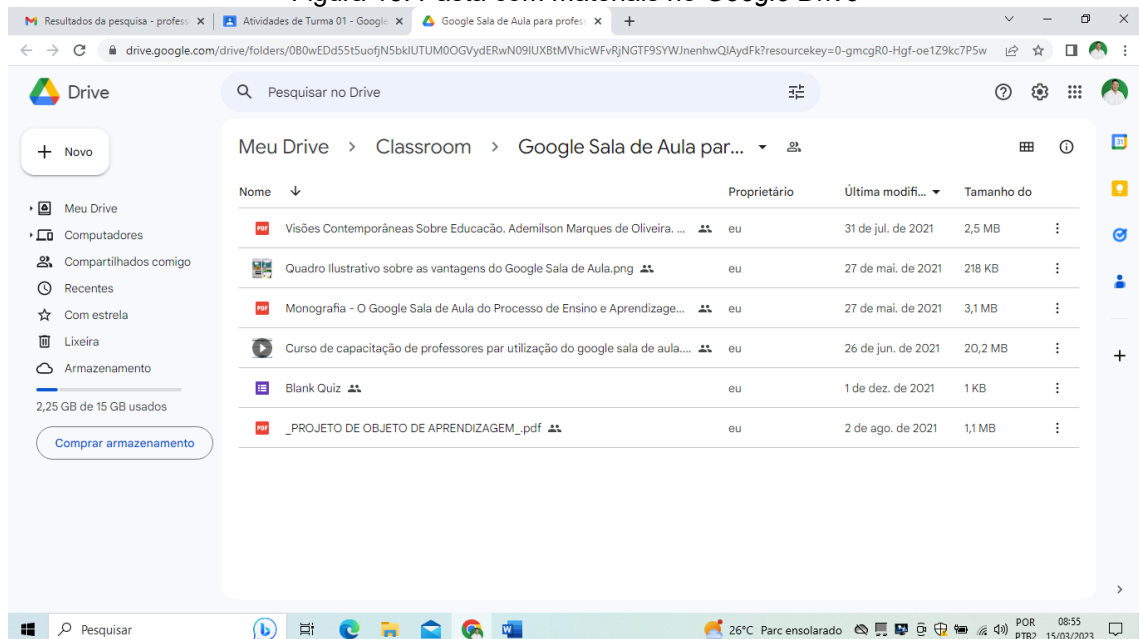 Resultados da pesquisa - profess
Atividades de Turma 01 - Google
Google Sala de Aula para profess
drive.google.com/drive/folders/0B0wEDd55t5uofjN5bklUTUM0OGVydERwN09IUXBtMVhicWFvRjNGTF9SYWJnenhwQlAydFk?resourcekey=0-gmcgR0-Hgf-oe1Z9kc7P5w
Drive
Pesquisar no Drive
Novo
Meu Drive > Classroom > Google Sala de Aula par...
Nome
Proprietário
Última modifi...
Tamanho do
Meu Drive
Computadores
Compartilhados comigo
Recentes
Com estrela
Lixeira
Armazenamento
2,25 GB de 15 GB usados
Comprar armazenamento
PDF Visões Contemporâneas Sobre Educacão. Ademilson Marques de Oliveira. ... eu 31 de jul. de 2021 2,5 MB
Quadro Ilustrativo sobre as vantagens do Google Sala de Aula.png eu 27 de mai. de 2021 218 KB
PDF Monografia - O Google Sala de Aula do Processo de Ensino e Aprendizage... eu 27 de mai. de 2021 3,1 MB
Curso de capacitação de professores par utilização do google sala de aula.... eu 26 de jun. de 2021 20,2 MB
Blank Quiz eu 1 de dez. de 2021 1 KB
PDF _PROJETO DE OBJETO DE APRENDIZAGEM_.pdf eu 2 de ago. de 2021 1,1 MB
31
Pesquisar
26°C Parc ensolarado
POR
PTB2
08:55
15/03/2023